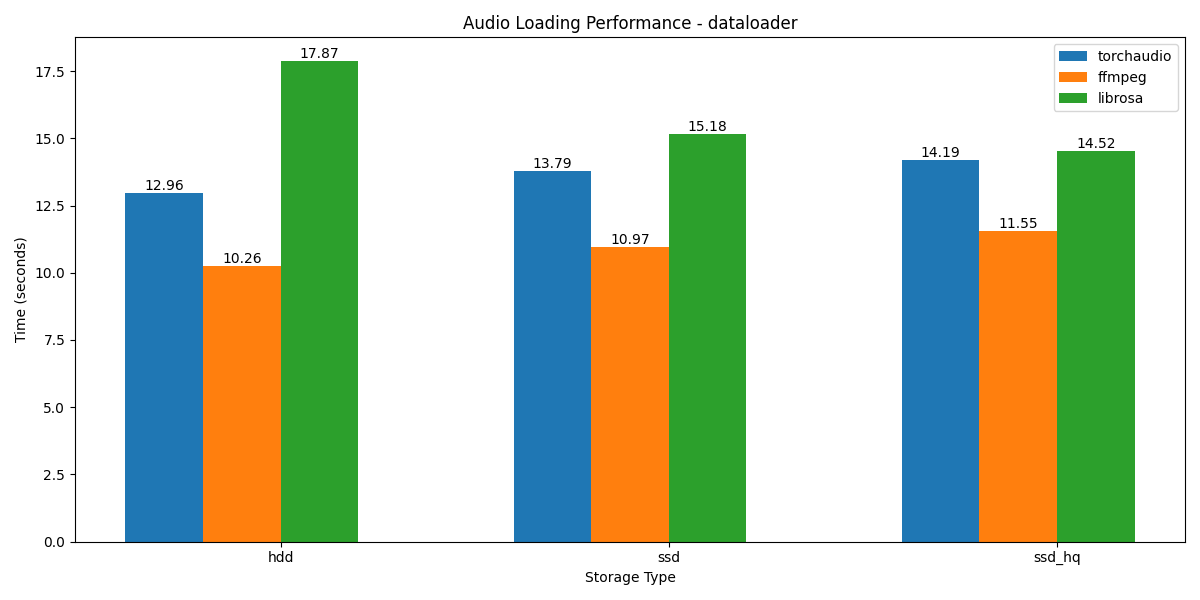 Audio Loading Performance - dataloader
torchaudio
ffmpeg
librosa
Time (seconds)
17.5
15.0
12.5
10.0
7.5
5.0
2.5
0.0
12.96
10.26
17.87
13.79
10.97
15.18
14.19
11.55
14.52
hdd
ssd
ssd_hq
Storage Type